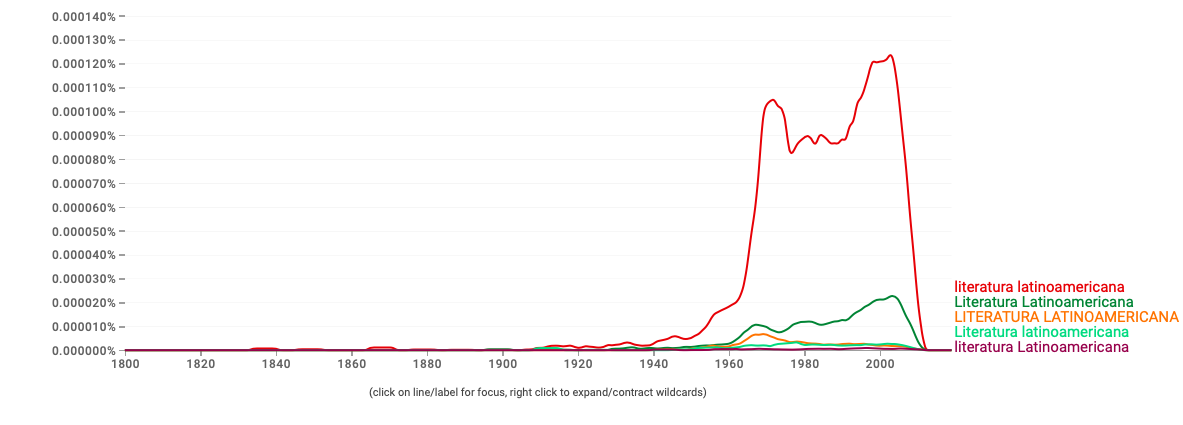 0.000140%
0.000130%
0.000120%
0.000110%
0.000100%
0.000090%
0.000080%
0.000070%
0.000060%
0.000050%
0.000040%
0.000030%
0.000020%
0.000010%
0.000000%
1800 1820 1840 1860 1880 1900 1920 1940 1960 1980 2000
literatura latinoamericana
Literatura Latinoamericana
LITERATURA LATINOAMERICANA
Literatura latinoamericana
literatura Latinoamericana
(click on line/label for focus, right click to expand/contract wildcards)